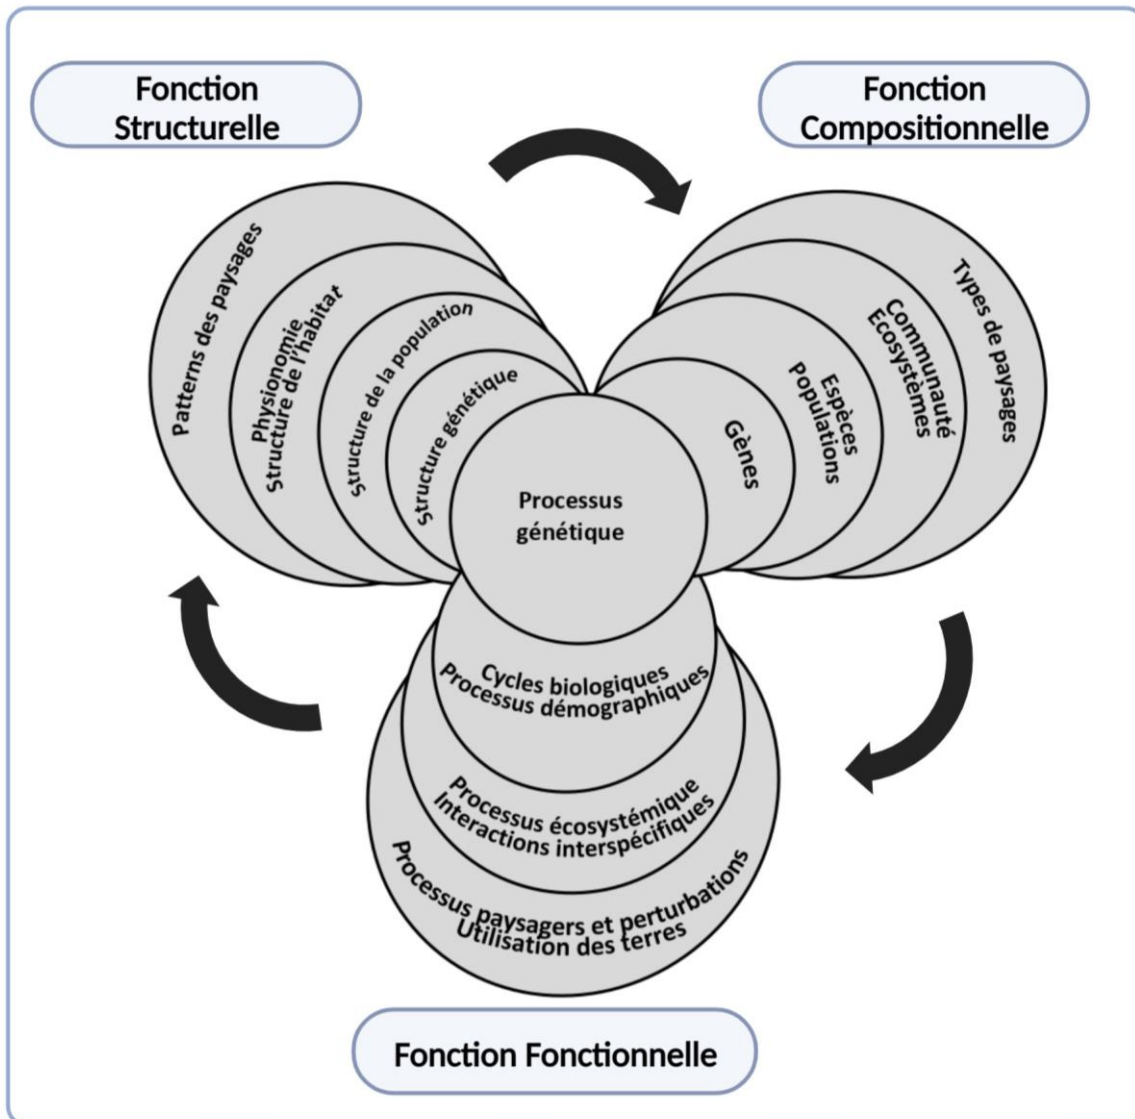 Fonction
Structurelle
Fonction
Compositionnelle
Patterns des paysages
Physionomie
Structure de l'habitat
Structure de la population
Structure génétique
Processus
génétique
Gènes
Espèces
Populations
Communauté
Ecosystèmes
Types de paysages
Cycles biologiques
Processus démographiques
Processus écosystémique
Interactions interspécifiques
Processus paysagers et perturbations
Utilisation des terres
Fonction Fonctionnelle